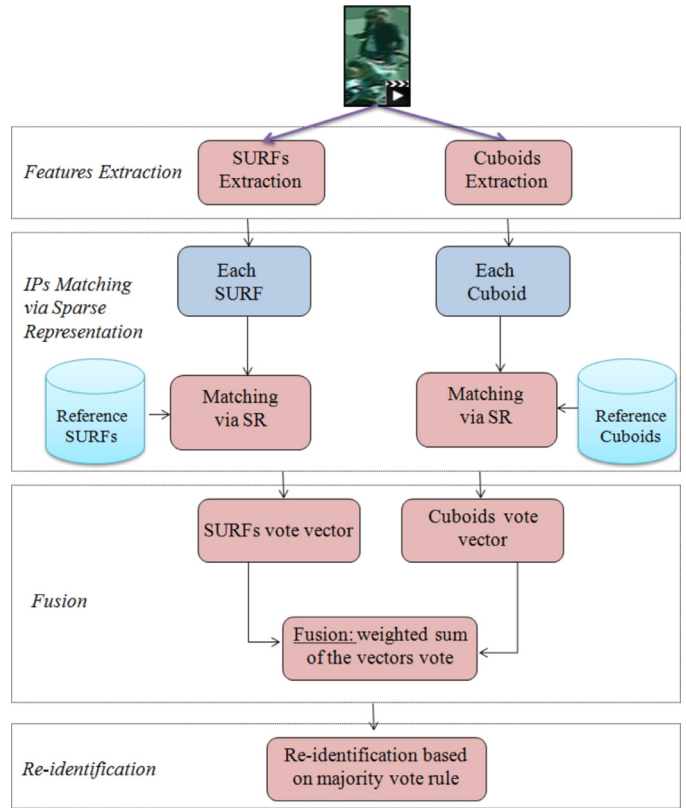 Features Extraction
SURFs
Extraction
Cuboids
Extraction
IPs Matching
via Sparse
Representation
Each
SURF
Each
Cuboid
Reference
SURFs
Matching
via SR
Matching
via SR
Reference
Cuboids
Fusion
SURFs vote vector
Cuboids vote
vector
Fusion: weighted sum
of the vectors vote
Re-identification
Re-identification based
on majority vote rule